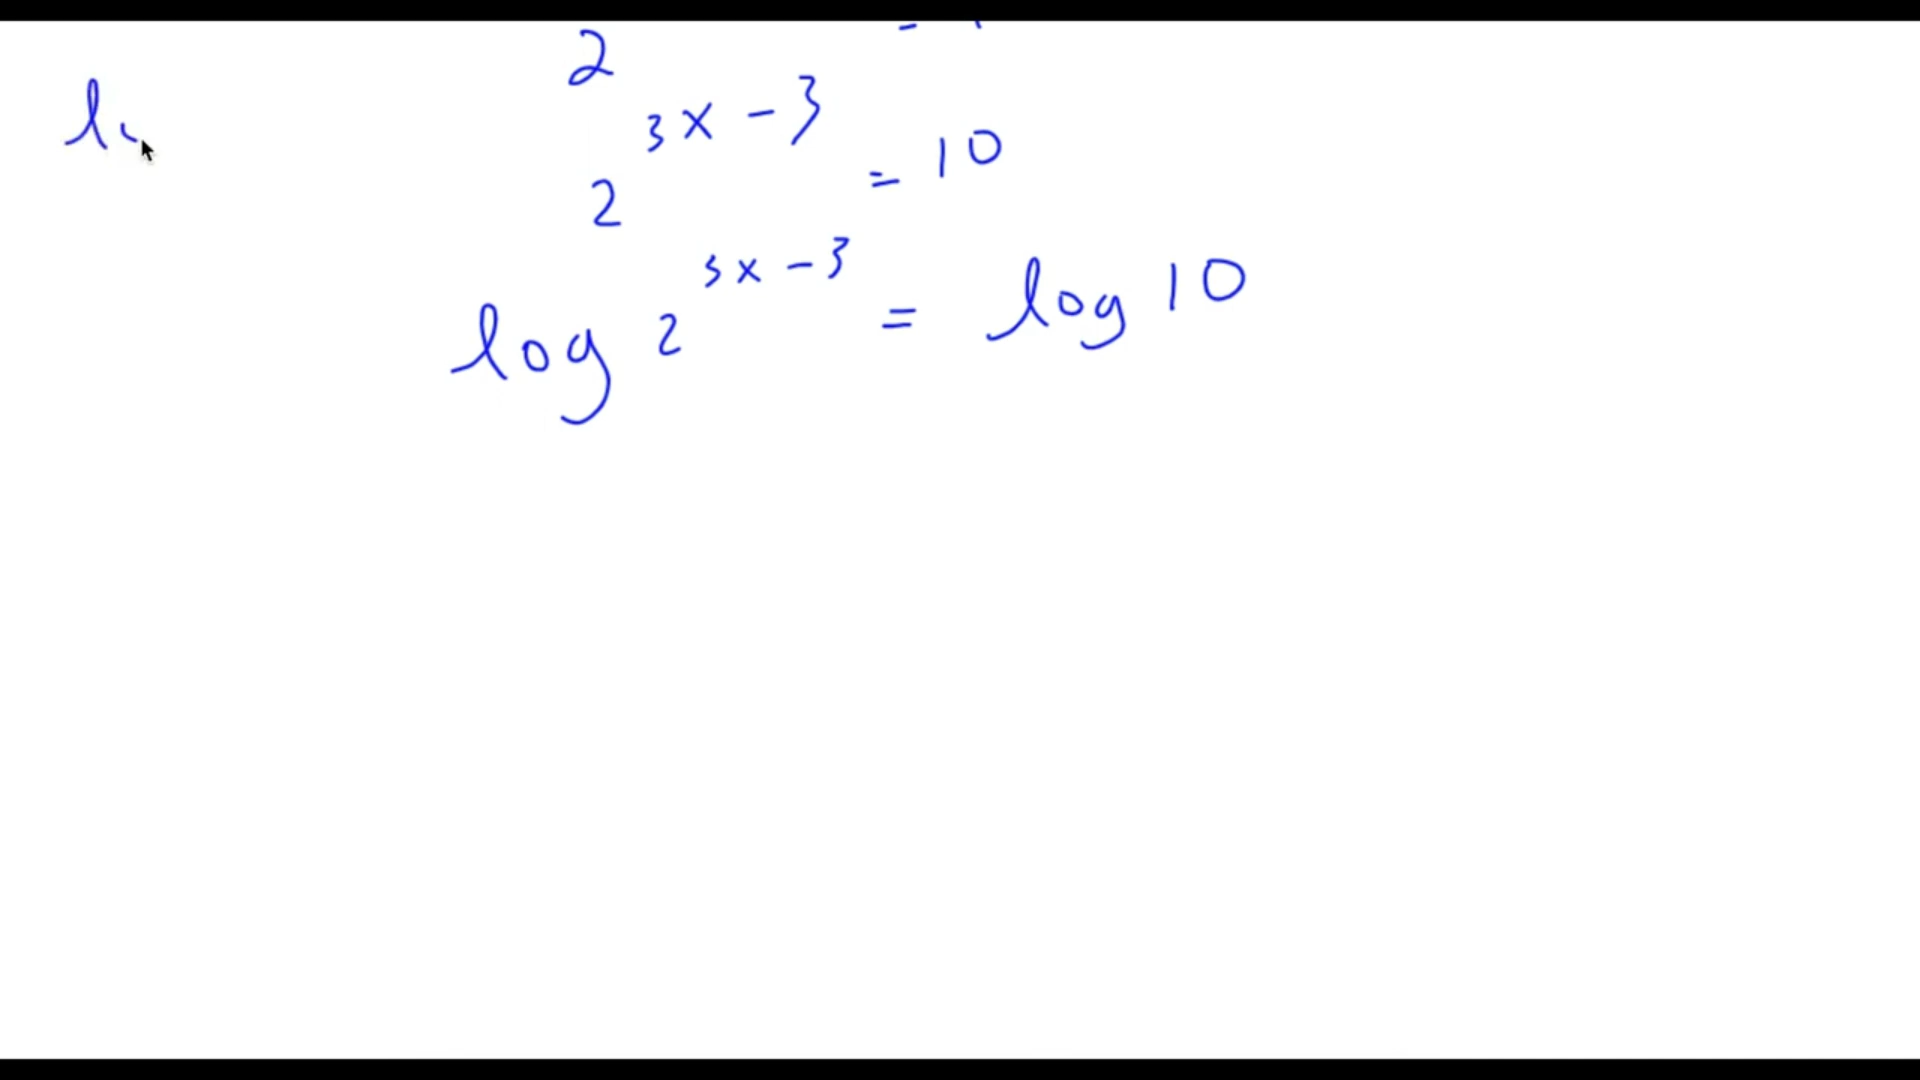 2
2^{3x-3} = 10
log 2^{3x-3} = log 10